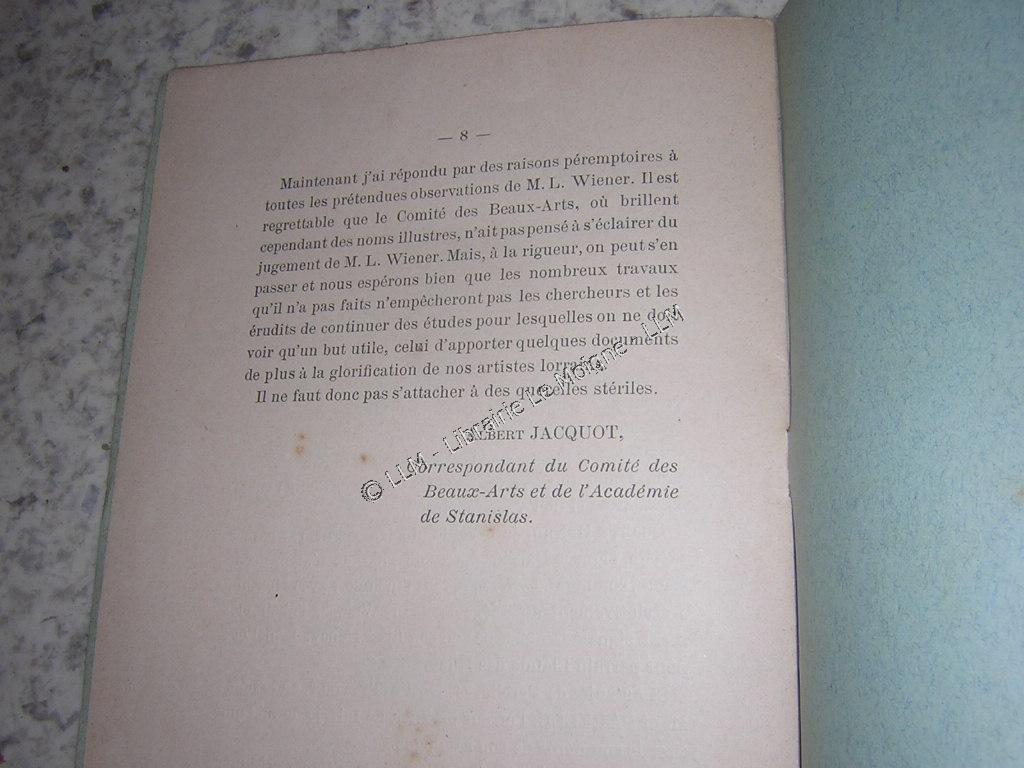 — 8 —
Maintenant j'ai répondu par des raisons péremptoires à
toutes les prétendues observations de M. L. Wiener. Il est
regrettable que le Comité des Beaux-Arts, où brillent
cependant des noms illustres, n'ait pas pensé à s'éclairer du
jugement de M. L. Wiener. Mais, à la rigueur, on peut s'en
passer et nous espérons bien que les nombreux travaux
qu'il n'a pas faits n'empêcheront pas les chercheurs et les
érudits de continuer des études pour lesquelles on ne doit
voir qu'un but utile, celui d'apporter quelques documents
de plus à la glorification de nos artistes lorrains.
Il ne faut donc pas s'attacher à des querelles stériles.
ALBERT JACQUOT,
Correspondant du Comité des
Beaux-Arts et de l'Académie
de Stanislas.
© LLM - Librairie Le Moigne - LLM